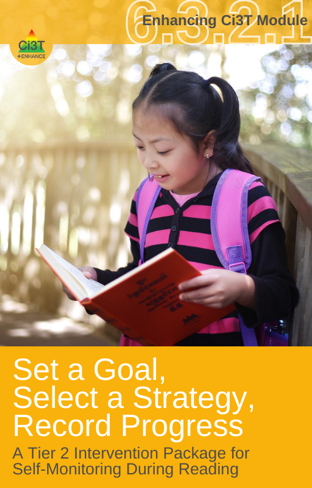 6.3.2.1
Enhancing Ci3T Module
Ci3T
+ENHANCE
Set a Goal,
Select a Strategy,
Record Progress
A Tier 2 Intervention Package for
Self-Monitoring During Reading